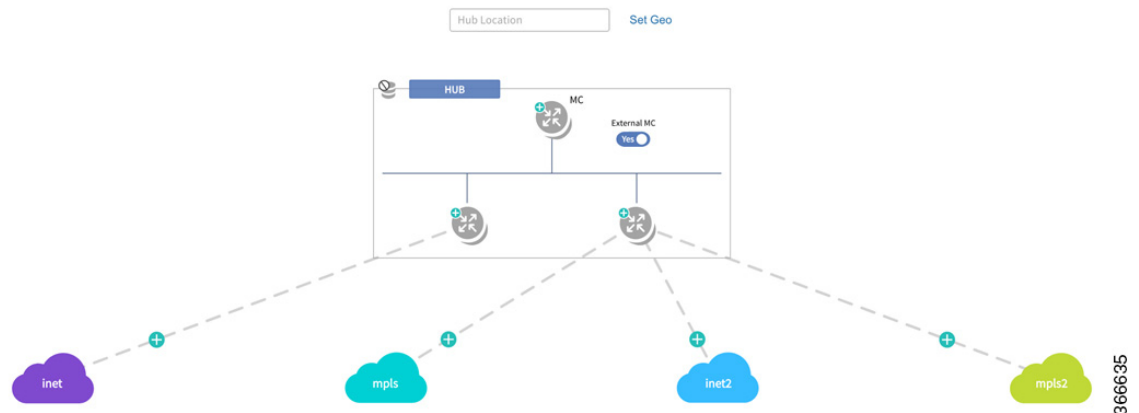 Hub Location
Set Geo
HUB
MC
External MC
Yes
inet
mpls
inet2
mpls2
366635